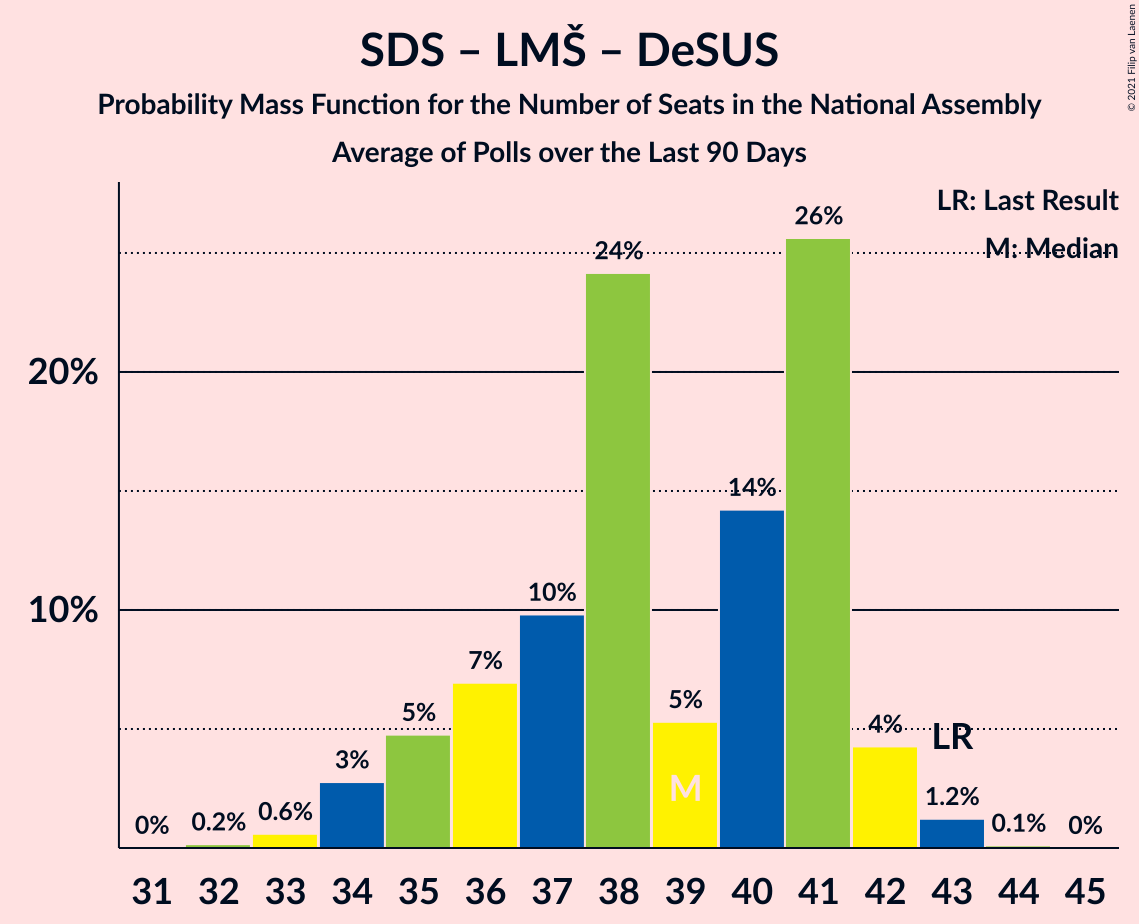 SDS – LMŠ – DeSUS
Probability Mass Function for the Number of Seats in the National Assembly
Average of Polls over the Last 90 Days
© 2021 Filip van Laenen
LR: Last Result
M: Median
26%
24%
20%
14%
10%
10%
7%
5%
5%
4%
LR
3%
M
1.2%
0.6%
0.2%
0.1%
0%
0%
31 32 33 34 35 36 37 38 39 40 41 42 43 44 45